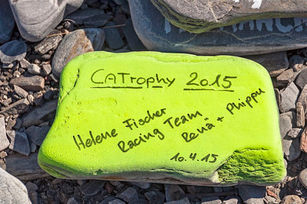 CATrophy 2015
Helene Fischer
Racing Team
René + Philipp
10.4.15